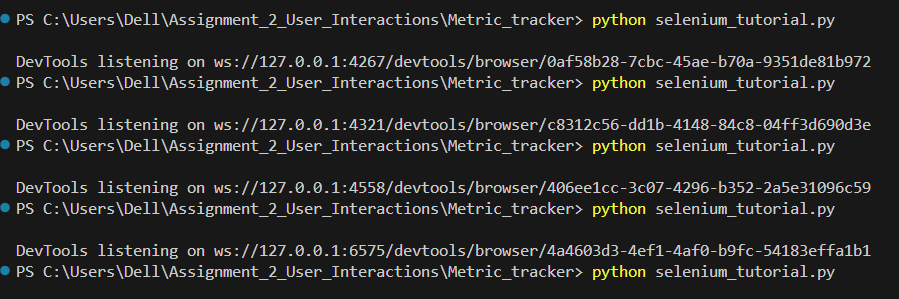 PS C:\Users\Dell\Assignment_2_User_Interactions\Metric_tracker> python selenium_tutorial.py
DevTools listening on ws://127.0.0.1:4267/devtools/browser/0af58b28-7cbc-45ae-b70a-9351de81b972
PS C:\Users\Dell\Assignment_2_User_Interactions\Metric_tracker> python selenium_tutorial.py
DevTools listening on ws://127.0.0.1:4321/devtools/browser/c8312c56-dd1b-4148-84c8-04ff3d690d3e
PS C:\Users\Dell\Assignment_2_User_Interactions\Metric_tracker> python selenium_tutorial.py
DevTools listening on ws://127.0.0.1:4558/devtools/browser/406ee1cc-3c07-4296-b352-2a5e31096c59
PS C:\Users\Dell\Assignment_2_User_Interactions\Metric_tracker> python selenium_tutorial.py
DevTools listening on ws://127.0.0.1:6575/devtools/browser/4a4603d3-4ef1-4af0-b9fc-54183effa1b1
PS C:\Users\Dell\Assignment_2_User_Interactions\Metric_tracker> python selenium_tutorial.py